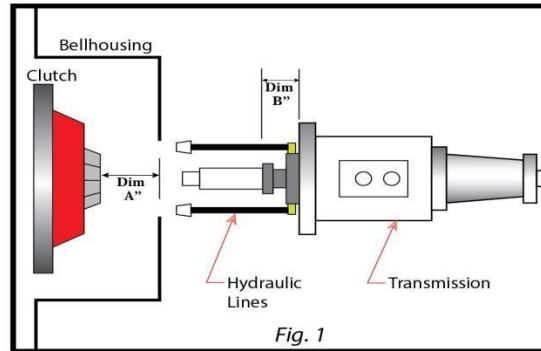 Bellhousing
Clutch
Dim
B"
Dim
A"
Hydraulic
Lines
Transmission
Fig. 1